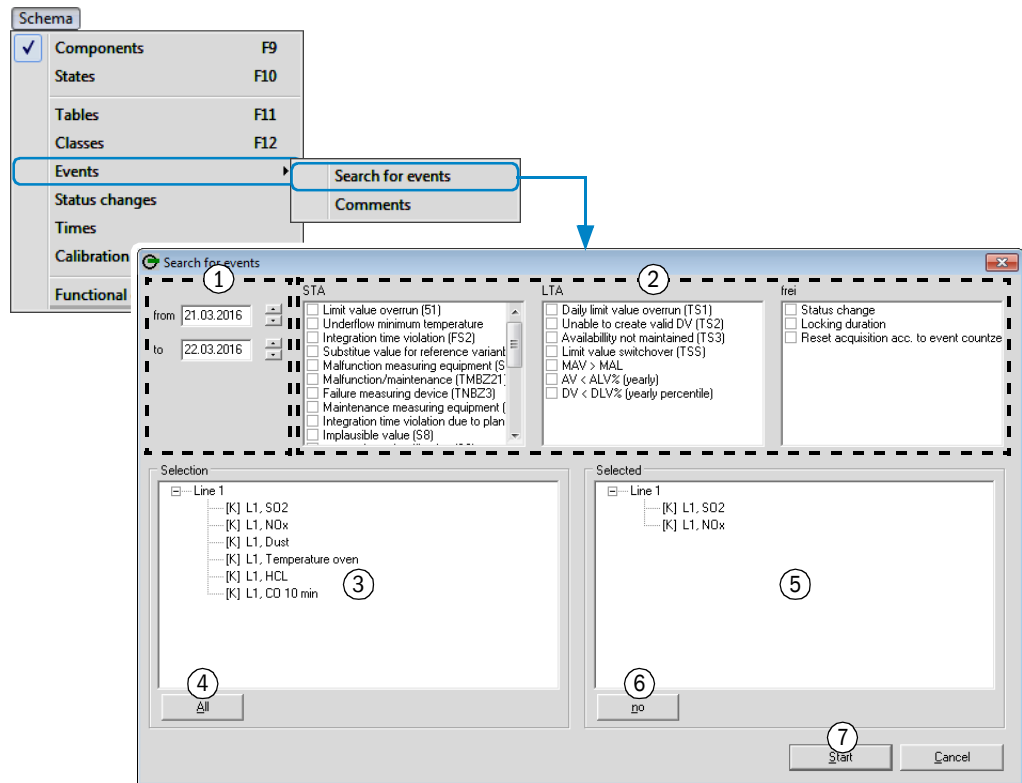 Schema
Components F9
States F10
Tables F11
Classes F12
Events
Search for events
Status changes
Comments
Times
Calibration
Functional
Search for events
1
2
from 21.03.2016
to 22.03.2016
STA
Limit value overrun (51)
Underflow minimum temperature
Integration time violation (FS2)
Substitue value for reference variant
Malfunction measuring equipment (S
Malfunction/maintenance (TMBZ21)
Failure measuring device (TNBZ3)
Maintenance measuring equipment (
Integration time violation due to plan
Implausible value (S8)
LTA
Daily limit value overrun (TS1)
Unable to create valid DV (TS2)
Availabillity not maintained (TS3)
Limit value switchover (TSS)
MAV > MAL
AV < ALV% (yearly)
DV < DLV% (yearly percentile)
frei
Status change
Locking duration
Reset acquisition acc. to event countze
Selection
Line 1
[K] L1, SO2
[K] L1, NOx
[K] L1, Dust
[K] L1, Temperature oven
[K] L1, HCL
[K] L1, CO 10 min
3
4
All
Selected
Line 1
[K] L1, SO2
[K] L1, NOx
5
6
no
7
Start
Cancel